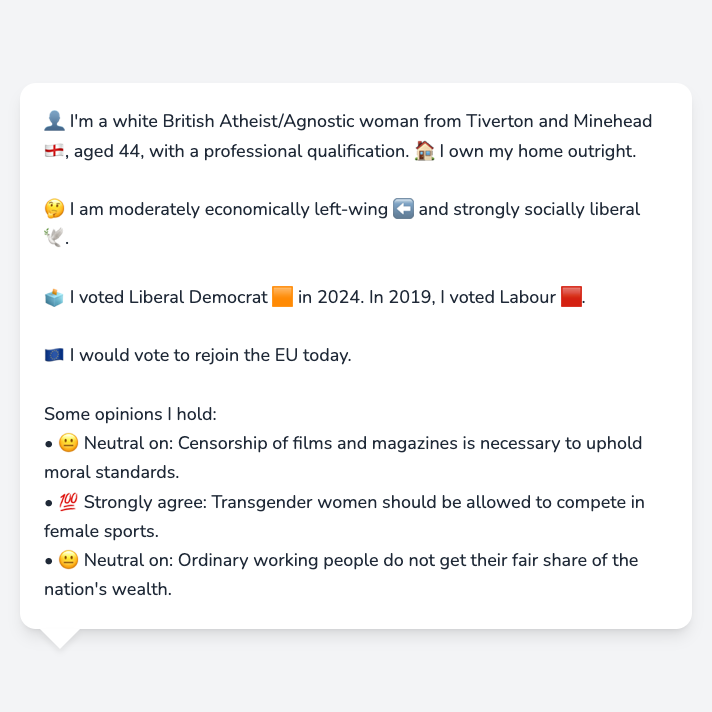 👤 I'm a white British Atheist/Agnostic woman from Tiverton and Minehead
🏴󠁧󠁢󠁥󠁮󠁧󠁿, aged 44, with a professional qualification. 🏠 I own my home outright.
🤔 I am moderately economically left-wing ⬅️ and strongly socially liberal
🕊️.
🗳️ I voted Liberal Democrat 🟧 in 2024. In 2019, I voted Labour 🟥.
🇪🇺 I would vote to rejoin the EU today.
Some opinions I hold:
• 😐 Neutral on: Censorship of films and magazines is necessary to uphold
moral standards.
• 💯 Strongly agree: Transgender women should be allowed to compete in
female sports.
• 😐 Neutral on: Ordinary working people do not get their fair share of the
nation's wealth.